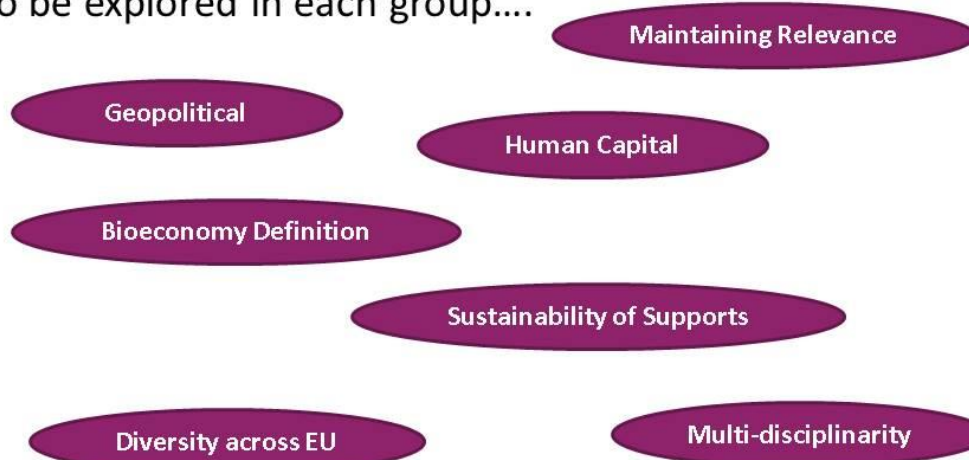 o be explored in each group....
Maintaining Relevance
Geopolitical
Human Capital
Bioeconomy Definition
Sustainability of Supports
Diversity across EU
Multi-disciplinarity